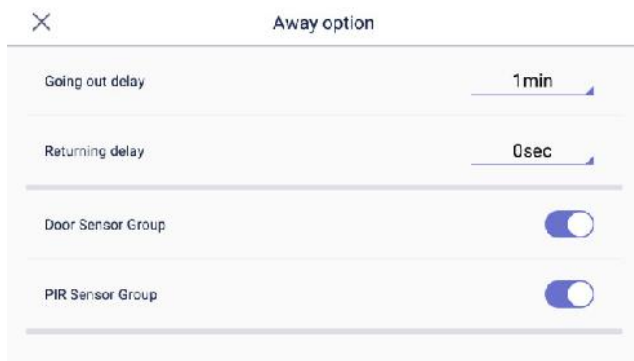 Away option
Going out delay
1min
Returning delay
0sec
Door Sensor Group
PIR Sensor Group